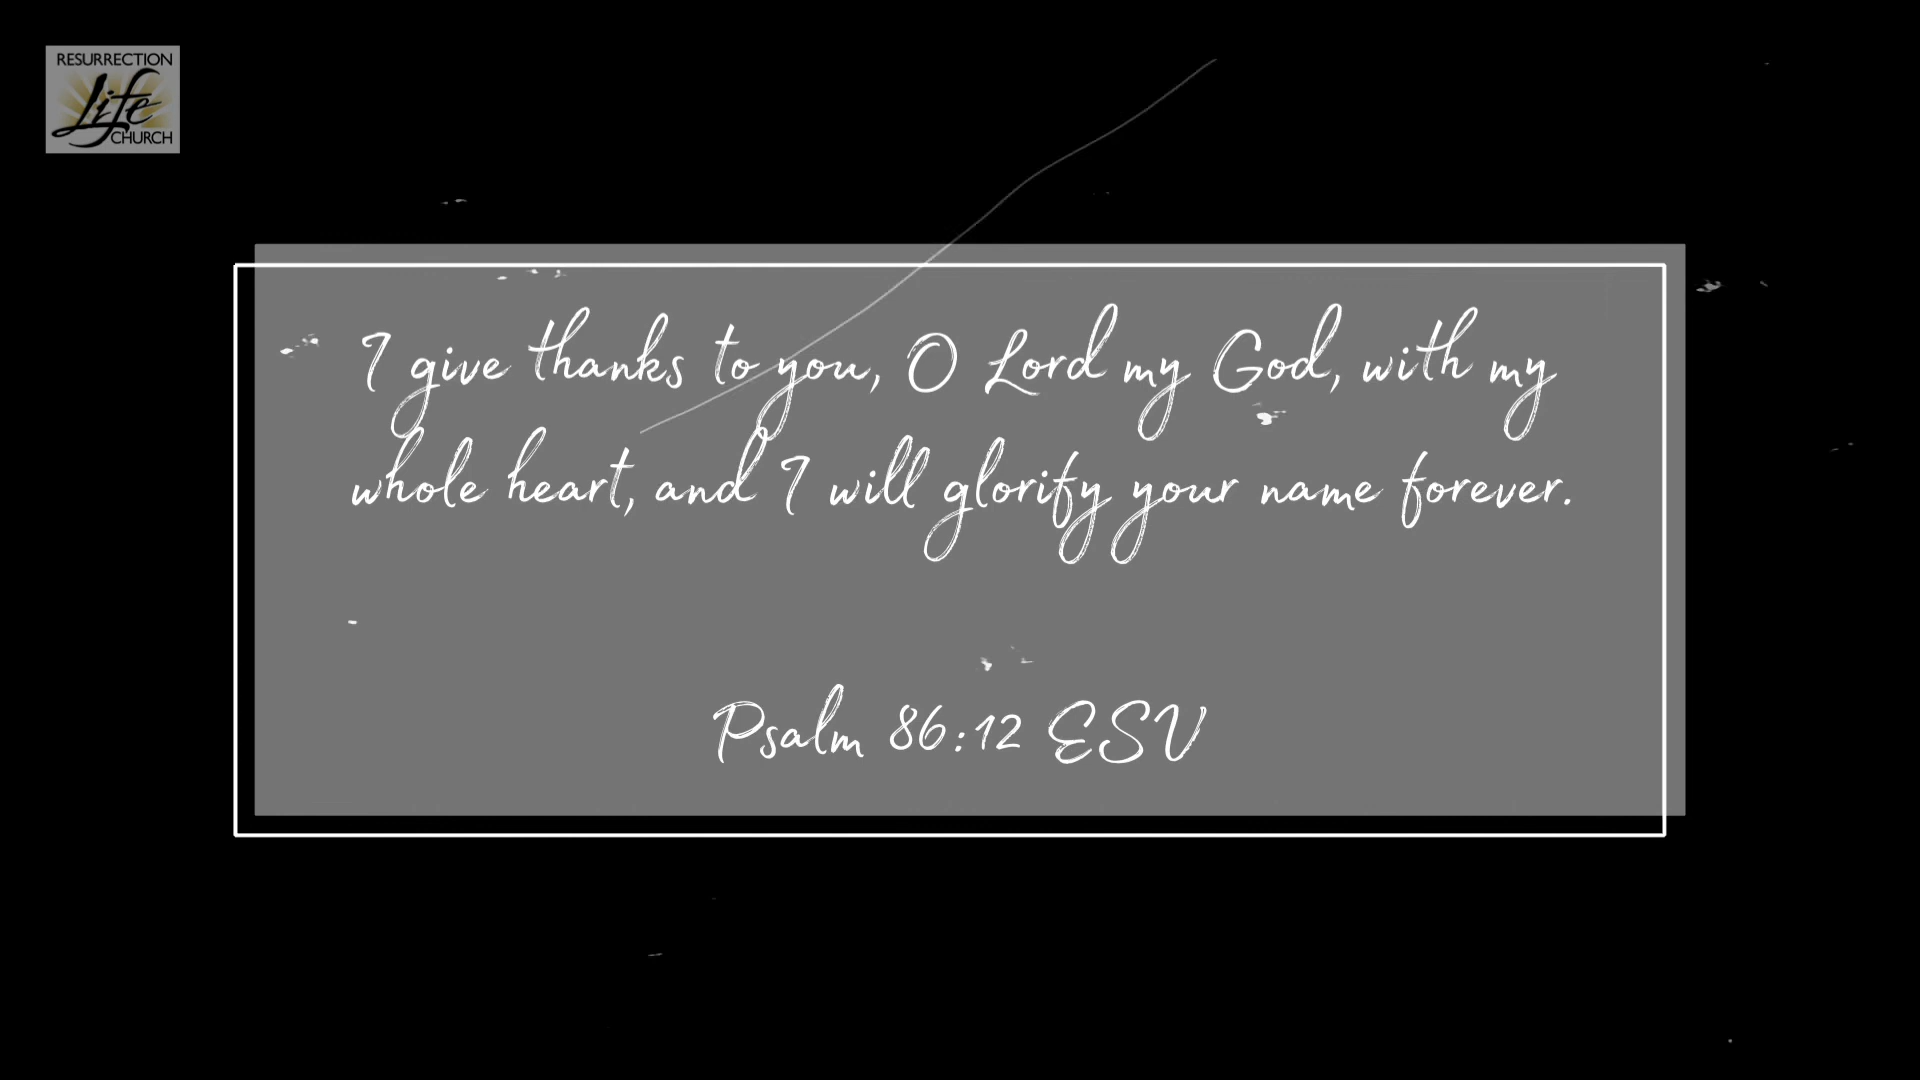 RESURRECTION
Life
CHURCH
I give thanks to you, O Lord my God, with my
whole heart, and I will glorify your name forever.
Psalm 86:12 ESV